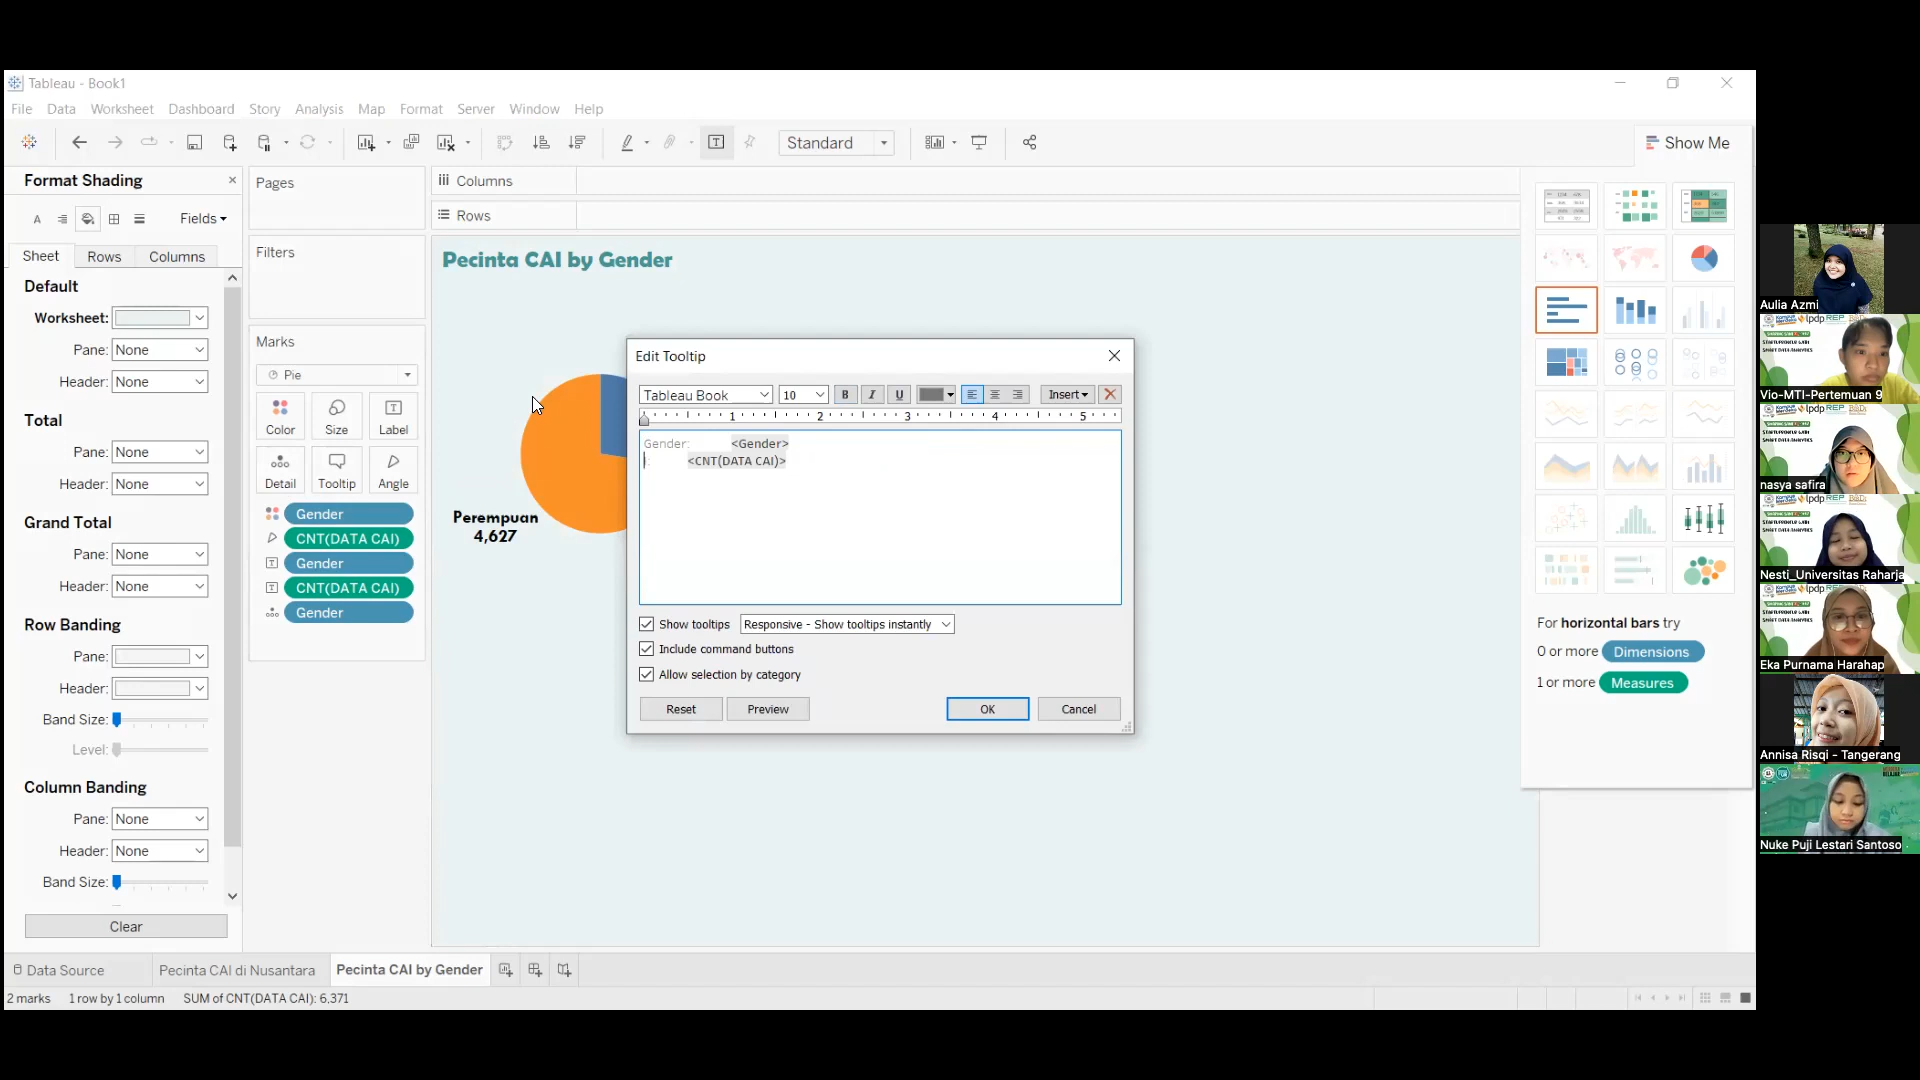 Tableau - Book1
File Data Worksheet Dashboard Story Analysis Map Format Server Window Help
Standard
Show Me
Format Shading
Fields
Sheet Rows Columns
Default
Worksheet:
Pane: None
Header: None
Total
Pane: None
Header: None
Grand Total
Pane: None
Header: None
Row Banding
Pane:
Header:
Band Size:
Level:
Column Banding
Pane: None
Header: None
Band Size:
Clear
Pages
Filters
Marks
Pie
Color Size Label
Detail Tooltip Angle
Gender
CNT(DATA CAI)
Gender
CNT(DATA CAI)
Gender
Columns
Rows
Pecinta CAI by Gender
Perempuan
4,627
Edit Tooltip
Tableau Book 10 B I U Insert
1 2 3 4 5
Gender: <Gender>
: <CNT(DATA CAI)>
Show tooltips Responsive - Show tooltips instantly
Include command buttons
Allow selection by category
Reset Preview OK Cancel
For horizontal bars try
0 or more Dimensions
1 or more Measures
Data Source Pecinta CAI di Nusantara Pecinta CAI by Gender
2 marks 1 row by 1 column SUM of CNT(DATA CAI): 6.371
Aulia Azmi
Vio-MTI-Pertemuan 9
nasya safira
Nesti_Universitas Raharja
Eka Purnama Harahap
Annisa Risqi - Tangerang
Nuke Puji Lestari Santoso